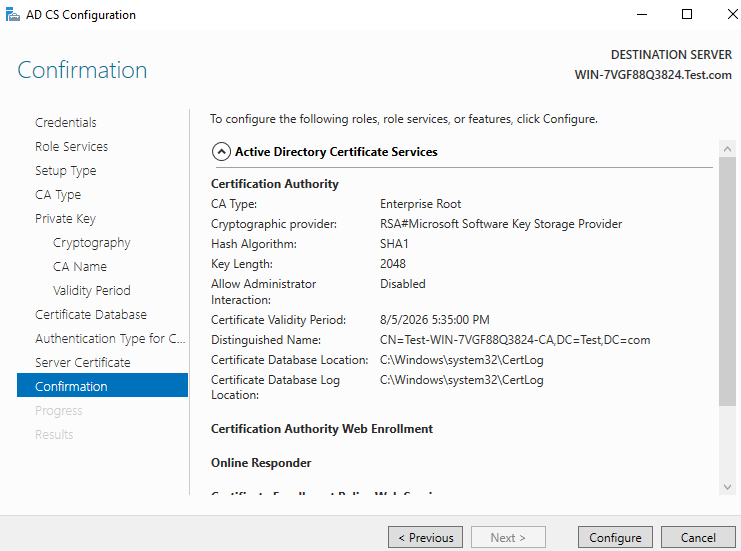 AD CS Configuration
Confirmation
DESTINATION SERVER
WIN-7VGF88Q3824.Test.com
Credentials
Role Services
Setup Type
CA Type
Private Key
Cryptography
CA Name
Validity Period
Certificate Database
Authentication Type for C...
Server Certificate
Confirmation
Progress
Results
To configure the following roles, role services, or features, click Configure.
Active Directory Certificate Services
Certification Authority
CA Type: Enterprise Root
Cryptographic provider: RSA#Microsoft Software Key Storage Provider
Hash Algorithm: SHA1
Key Length: 2048
Allow Administrator Disabled
Interaction:
Certificate Validity Period: 8/5/2026 5:35:00 PM
Distinguished Name: CN=Test-WIN-7VGF88Q3824-CA,DC=Test,DC=com
Certificate Database Location: C:\Windows\system32\CertLog
Certificate Database Log C:\Windows\system32\CertLog
Location:
Certification Authority Web Enrollment
Online Responder
< Previous
Next >
Configure
Cancel